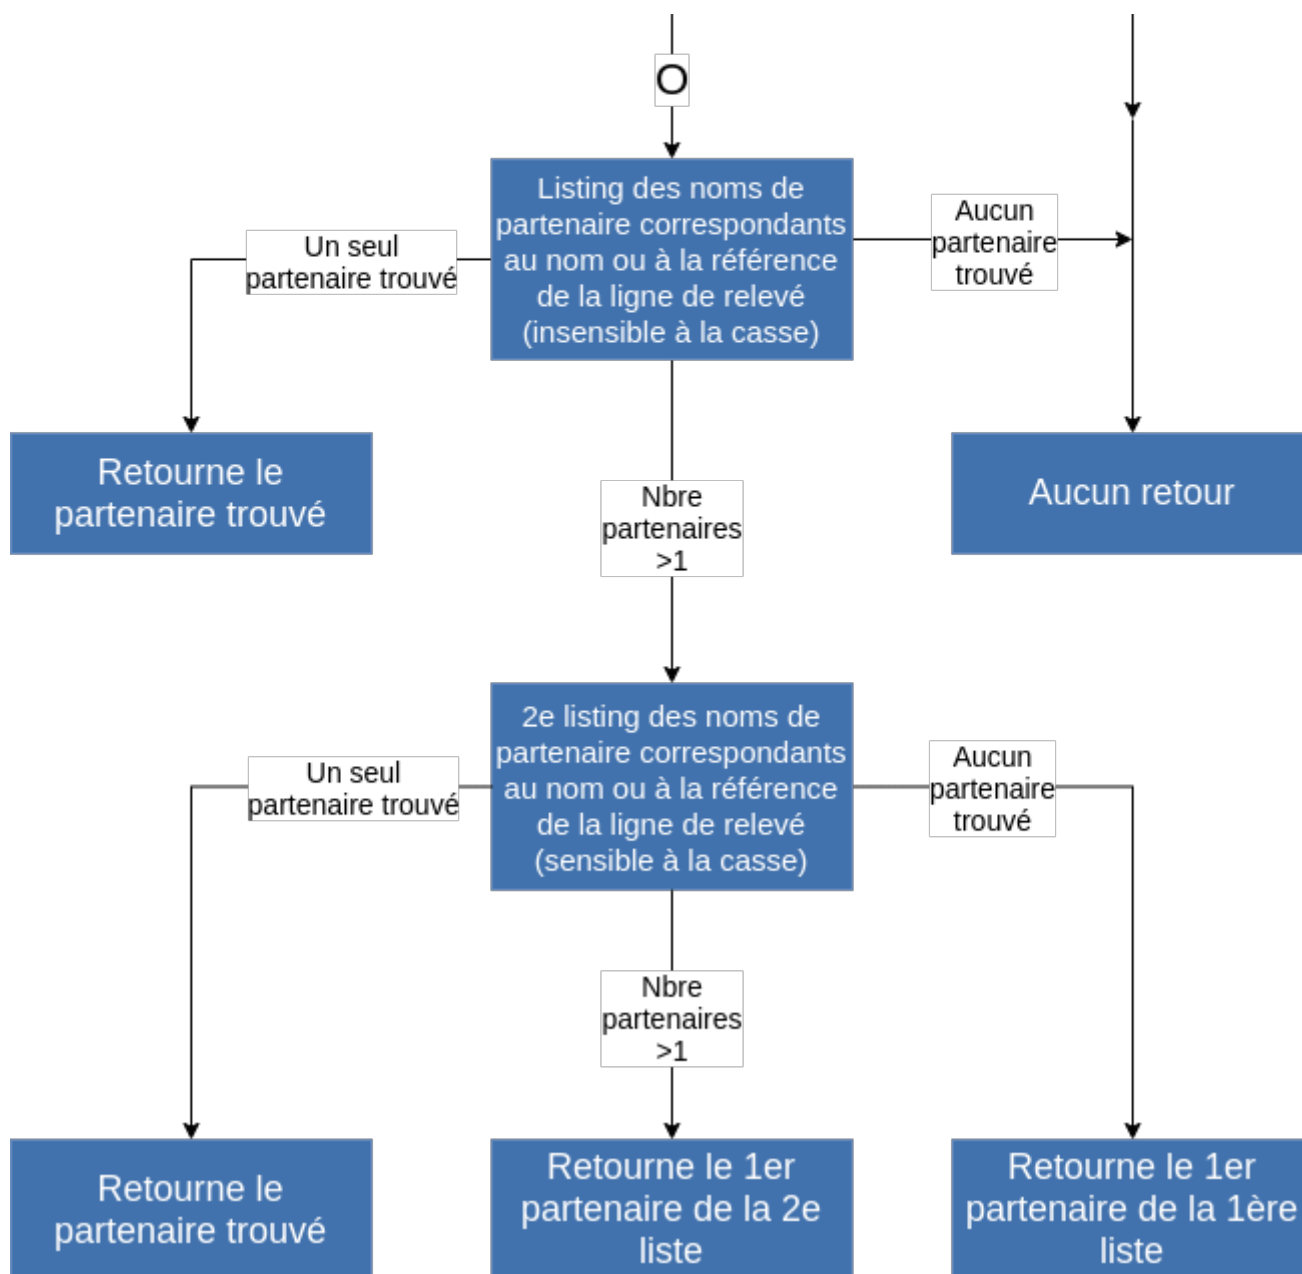 O
Listing des noms de
partenaire correspondants
au nom ou à la référence
de la ligne de relevé
(insensible à la casse)
Un seul
partenaire trouvé
Aucun
partenaire
trouvé
Retourne le
partenaire trouvé
Nbre
partenaires
>1
Aucun retour
2e listing des noms de
partenaire correspondants
au nom ou à la référence
de la ligne de relevé
(sensible à la casse)
Un seul
partenaire trouvé
Aucun
partenaire
trouvé
Nbre
partenaires
>1
Retourne le
partenaire trouvé
Retourne le 1er
partenaire de la 2e
liste
Retourne le 1er
partenaire de la 1ère
liste